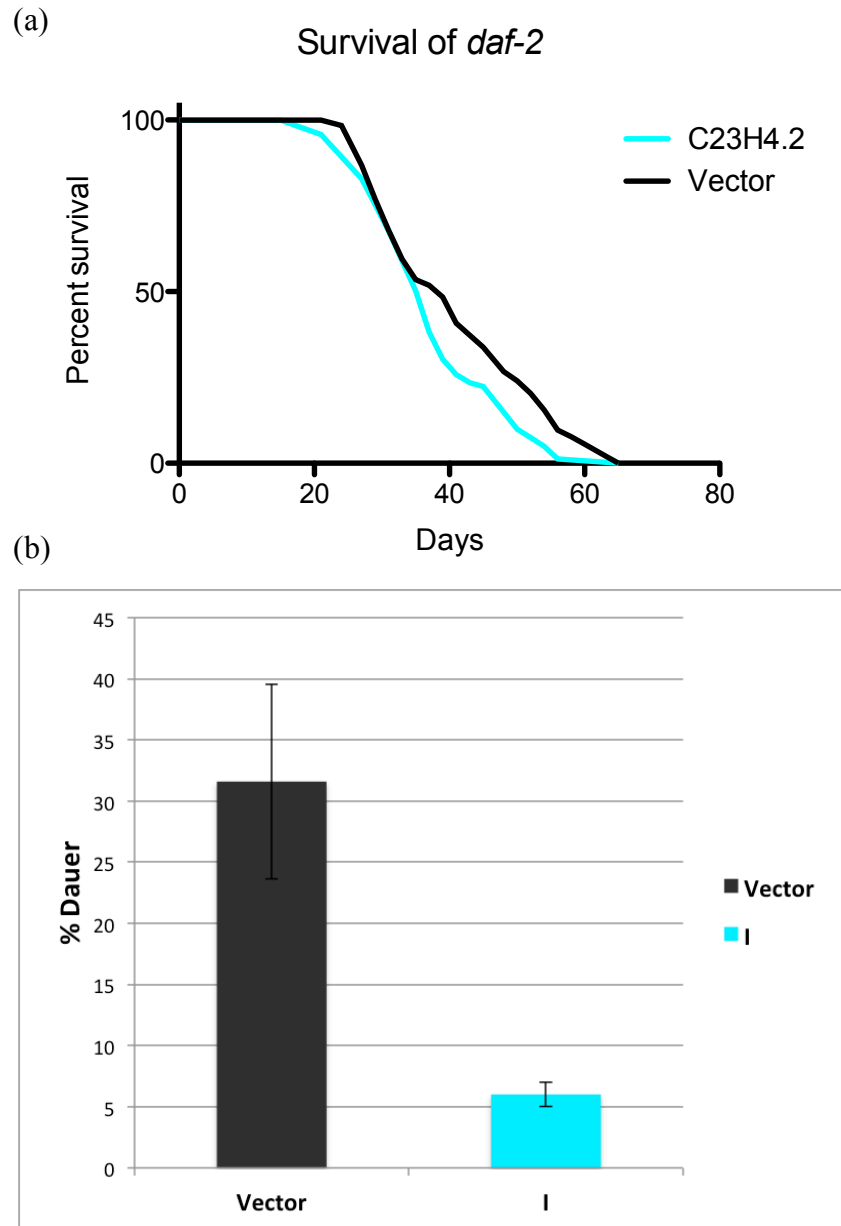 (a)
Survival of daf-2
100
50
0
Percent survival
C23H4.2
Vector
0 20 40 60 80
Days
(b)
45
40
35
30
25
20
15
10
5
0
% Dauer
Vector
I
Vector I